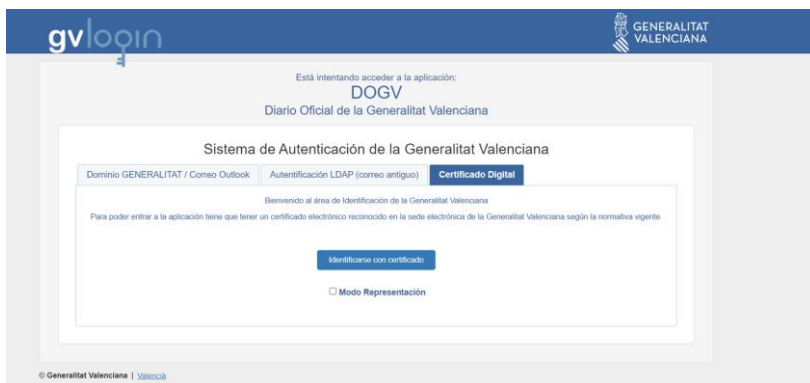 gvlogin
GENERALITAT
VALENCIANA
Está intentando acceder a la aplicación:
DOGV
Diario Oficial de la Generalitat Valenciana
Sistema de Autenticación de la Generalitat Valenciana
Dominio GENERALITAT / Correo Outlook Autentificación LDAP (correo antiguo) Certificado Digital
Bienvenido al área de Identificación de la Generalitat Valenciana
Para poder entrar a la aplicación tiene que tener un certificado electrónico reconocido en la sede electrónica de la Generalitat Valenciana según la normativa vigente.
Identificarse con certificado
Modo Representación
© Generalitat Valenciana | Valencià